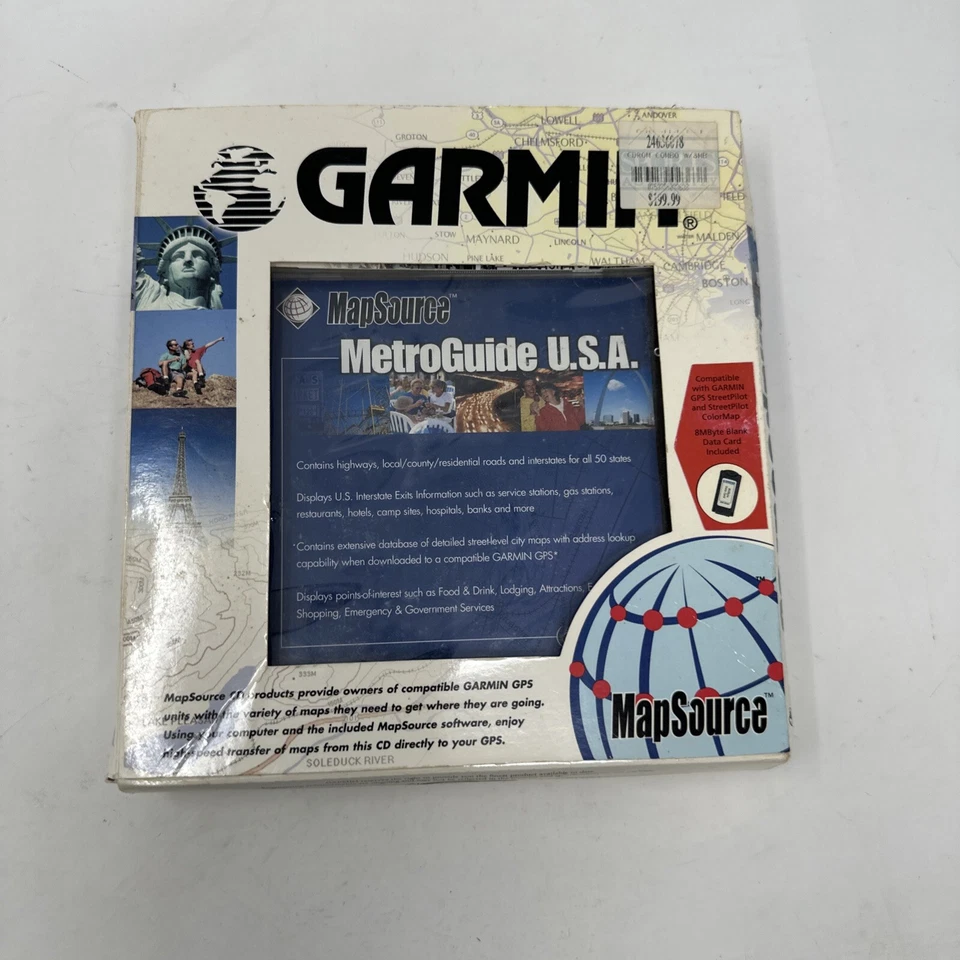 LOWELL
ANDOVER
GROTON
CHELMSFORD
GARMIN®
$199.99
STOW
MAYNARD
LINCOLN
MALDEN
HUDSON
PINE LAKE
WALTHAM
CAMBRIDGE
BOSTON
MapSource™
MetroGuide U.S.A.
Contains highways, local/county/residential roads and interstates for all 50 states
Displays U.S. Interstate Exits Information such as service stations, gas stations,
restaurants, hotels, camp sites, hospitals, banks and more
Contains extensive database of detailed street-level city maps with address lookup
capability when downloaded to a compatible GARMIN GPS*
Displays points-of-interest such as Food & Drink, Lodging, Attractions,
Shopping, Emergency & Government Services
Compatible
with GARMIN
GPS StreetPilot
and StreetPilot
ColorMap
8MByte Blank
Data Card
Included
333M
MapSource CD products provide owners of compatible GARMIN GPS
units with the variety of maps they need to get where they are going.
Using your computer and the included MapSource software, enjoy
high-speed transfer of maps from this CD directly to your GPS.
SOLEDUCK RIVER
MapSource™